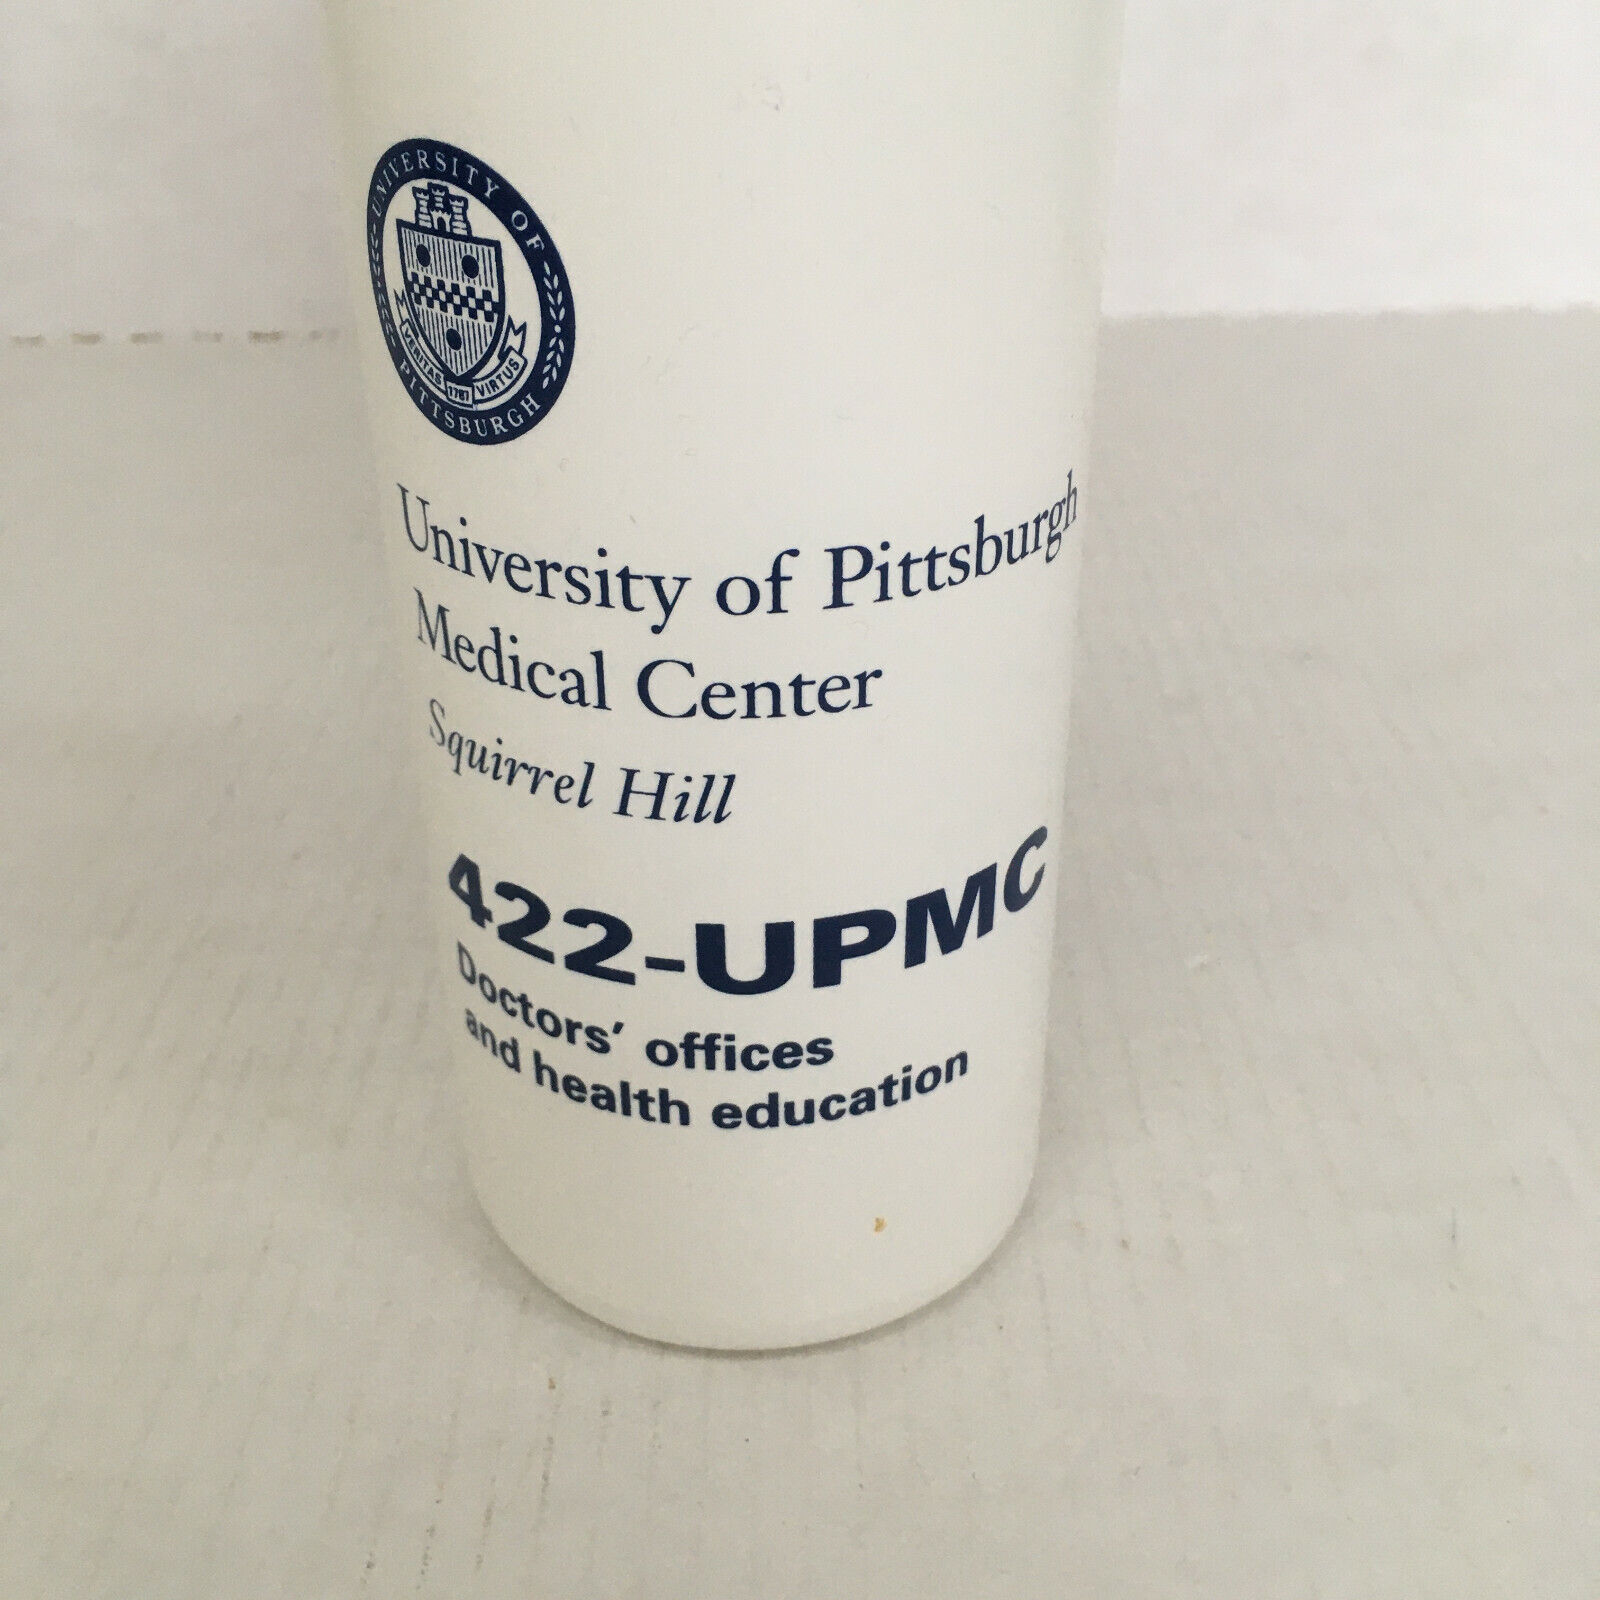 UNIVERSITY OF
PITTSBURGH
VERITAS 1787 VIRTUS
University of Pittsburgh
Medical Center
Squirrel Hill
422-UPMC
Doctors' offices
and health education